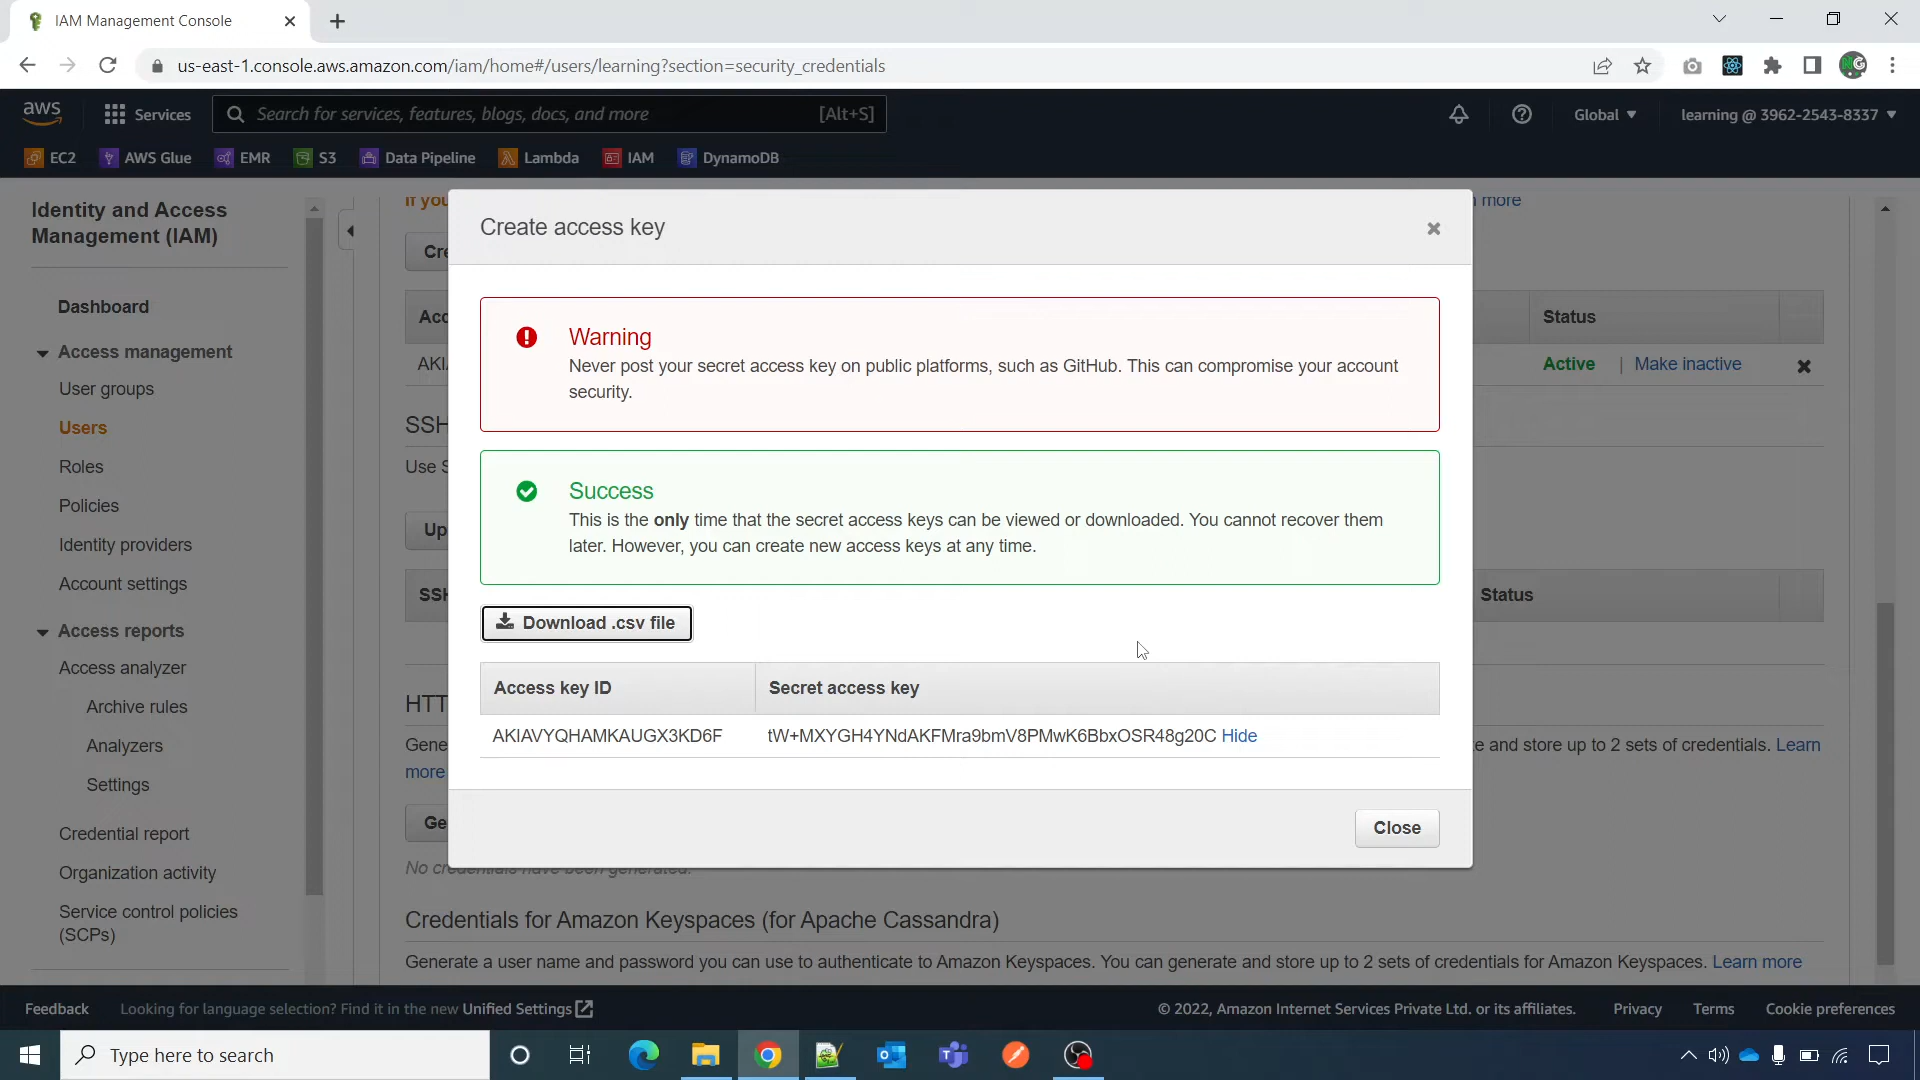 IAM Management Console
us-east-1.console.aws.amazon.com/iam/home#/users/learning?section=security_credentials
aws
Services
Search for services, features, blogs, docs, and more
[Alt+S]
Global
learning @ 3962-2543-8337
EC2
AWS Glue
EMR
S3
Data Pipeline
Lambda
IAM
DynamoDB
Identity and Access
Management (IAM)
Dashboard
Access management
User groups
Users
Roles
Policies
Identity providers
Account settings
Access reports
Access analyzer
Archive rules
Analyzers
Settings
Credential report
Organization activity
Service control policies
(SCPs)
If you
more
Status
Active | Make inactive
SSH
Status
HTT
Gene
e and store up to 2 sets of credentials. Learn
more
Create access key
Warning
Never post your secret access key on public platforms, such as GitHub. This can compromise your account
security.
Success
This is the only time that the secret access keys can be viewed or downloaded. You cannot recover them
later. However, you can create new access keys at any time.
Download .csv file
Access key ID
Secret access key
AKIAVYQHAMKAUGX3KD6F
tW+MXYGH4YNdAKFMra9bmV8PMwK6BbxOSR48g20C Hide
Close
No credentials have been generated.
Credentials for Amazon Keyspaces (for Apache Cassandra)
Generate a user name and password you can use to authenticate to Amazon Keyspaces. You can generate and store up to 2 sets of credentials for Amazon Keyspaces. Learn more
Feedback
Looking for language selection? Find it in the new Unified Settings
© 2022, Amazon Internet Services Private Ltd. or its affiliates.
Privacy
Terms
Cookie preferences
Type here to search